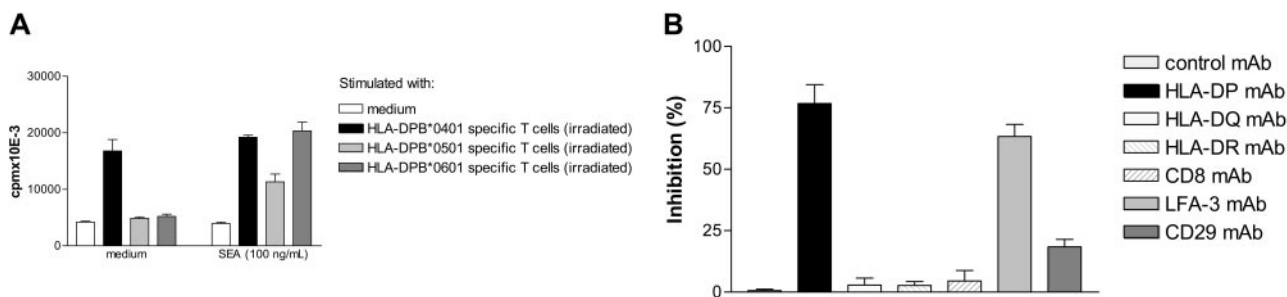 A
30000
20000
10000
0
cpmx10E-3
medium
SEA (100 ng/mL)
Stimulated with:
medium
HLA-DPB*0401 specific T cells (irradiated)
HLA-DPB*0501 specific T cells (irradiated)
HLA-DPB*0601 specific T cells (irradiated)
B
100
75
50
25
0
Inhibition (%)
control mAb
HLA-DP mAb
HLA-DQ mAb
HLA-DR mAb
CD8 mAb
LFA-3 mAb
CD29 mAb